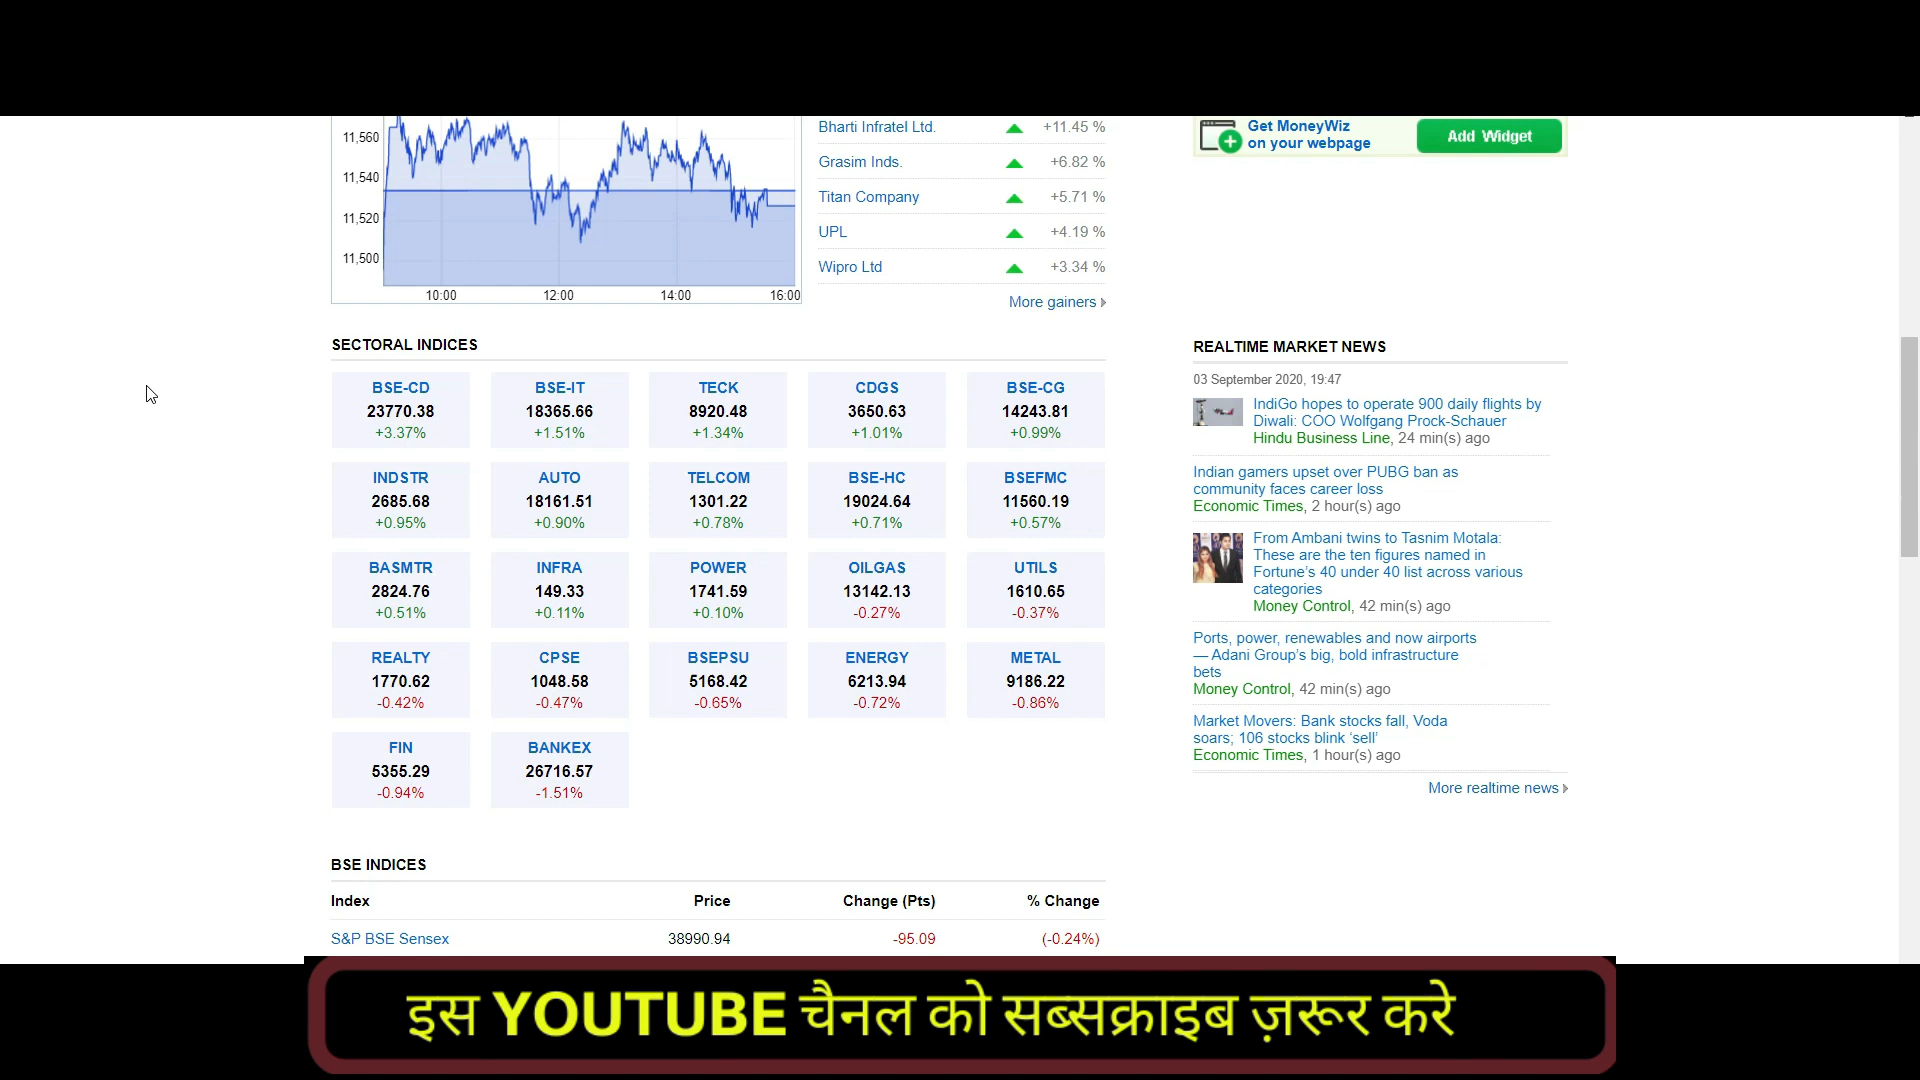 11,560
11,540
11,520
11,500
10:00 12:00 14:00 16:00
Bharti Infratel Ltd. +11.45 %
Grasim Inds. +6.82 %
Titan Company +5.71 %
UPL +4.19 %
Wipro Ltd +3.34 %
More gainers
Get MoneyWiz
on your webpage
Add Widget
SECTORAL INDICES
BSE-CD BSE-IT TECK CDGS BSE-CG
23770.38 18365.66 8920.48 3650.63 14243.81
+3.37% +1.51% +1.34% +1.01% +0.99%
INDSTR AUTO TELCOM BSE-HC BSEFMC
2685.68 18161.51 1301.22 19024.64 11560.19
+0.95% +0.90% +0.78% +0.71% +0.57%
BASMTR INFRA POWER OILGAS UTILS
2824.76 149.33 1741.59 13142.13 1610.65
+0.51% +0.11% +0.10% -0.27% -0.37%
REALTY CPSE BSEPSU ENERGY METAL
1770.62 1048.58 5168.42 6213.94 9186.22
-0.42% -0.47% -0.65% -0.72% -0.86%
FIN BANKEX
5355.29 26716.57
-0.94% -1.51%
REALTIME MARKET NEWS
03 September 2020, 19:47
IndiGo hopes to operate 900 daily flights by
Diwali: COO Wolfgang Prock-Schauer
Hindu Business Line, 24 min(s) ago
Indian gamers upset over PUBG ban as
community faces career loss
Economic Times, 2 hour(s) ago
From Ambani twins to Tasnim Motala:
These are the ten figures named in
Fortune's 40 under 40 list across various
categories
Money Control, 42 min(s) ago
Ports, power, renewables and now airports
— Adani Group's big, bold infrastructure
bets
Money Control, 42 min(s) ago
Market Movers: Bank stocks fall, Voda
soars; 106 stocks blink ‘sell’
Economic Times, 1 hour(s) ago
More realtime news
BSE INDICES
Index Price Change (Pts) % Change
S&P BSE Sensex 38990.94 -95.09 (-0.24%)
इस YOUTUBE चैनल को सब्सक्राइब ज़रूर करे